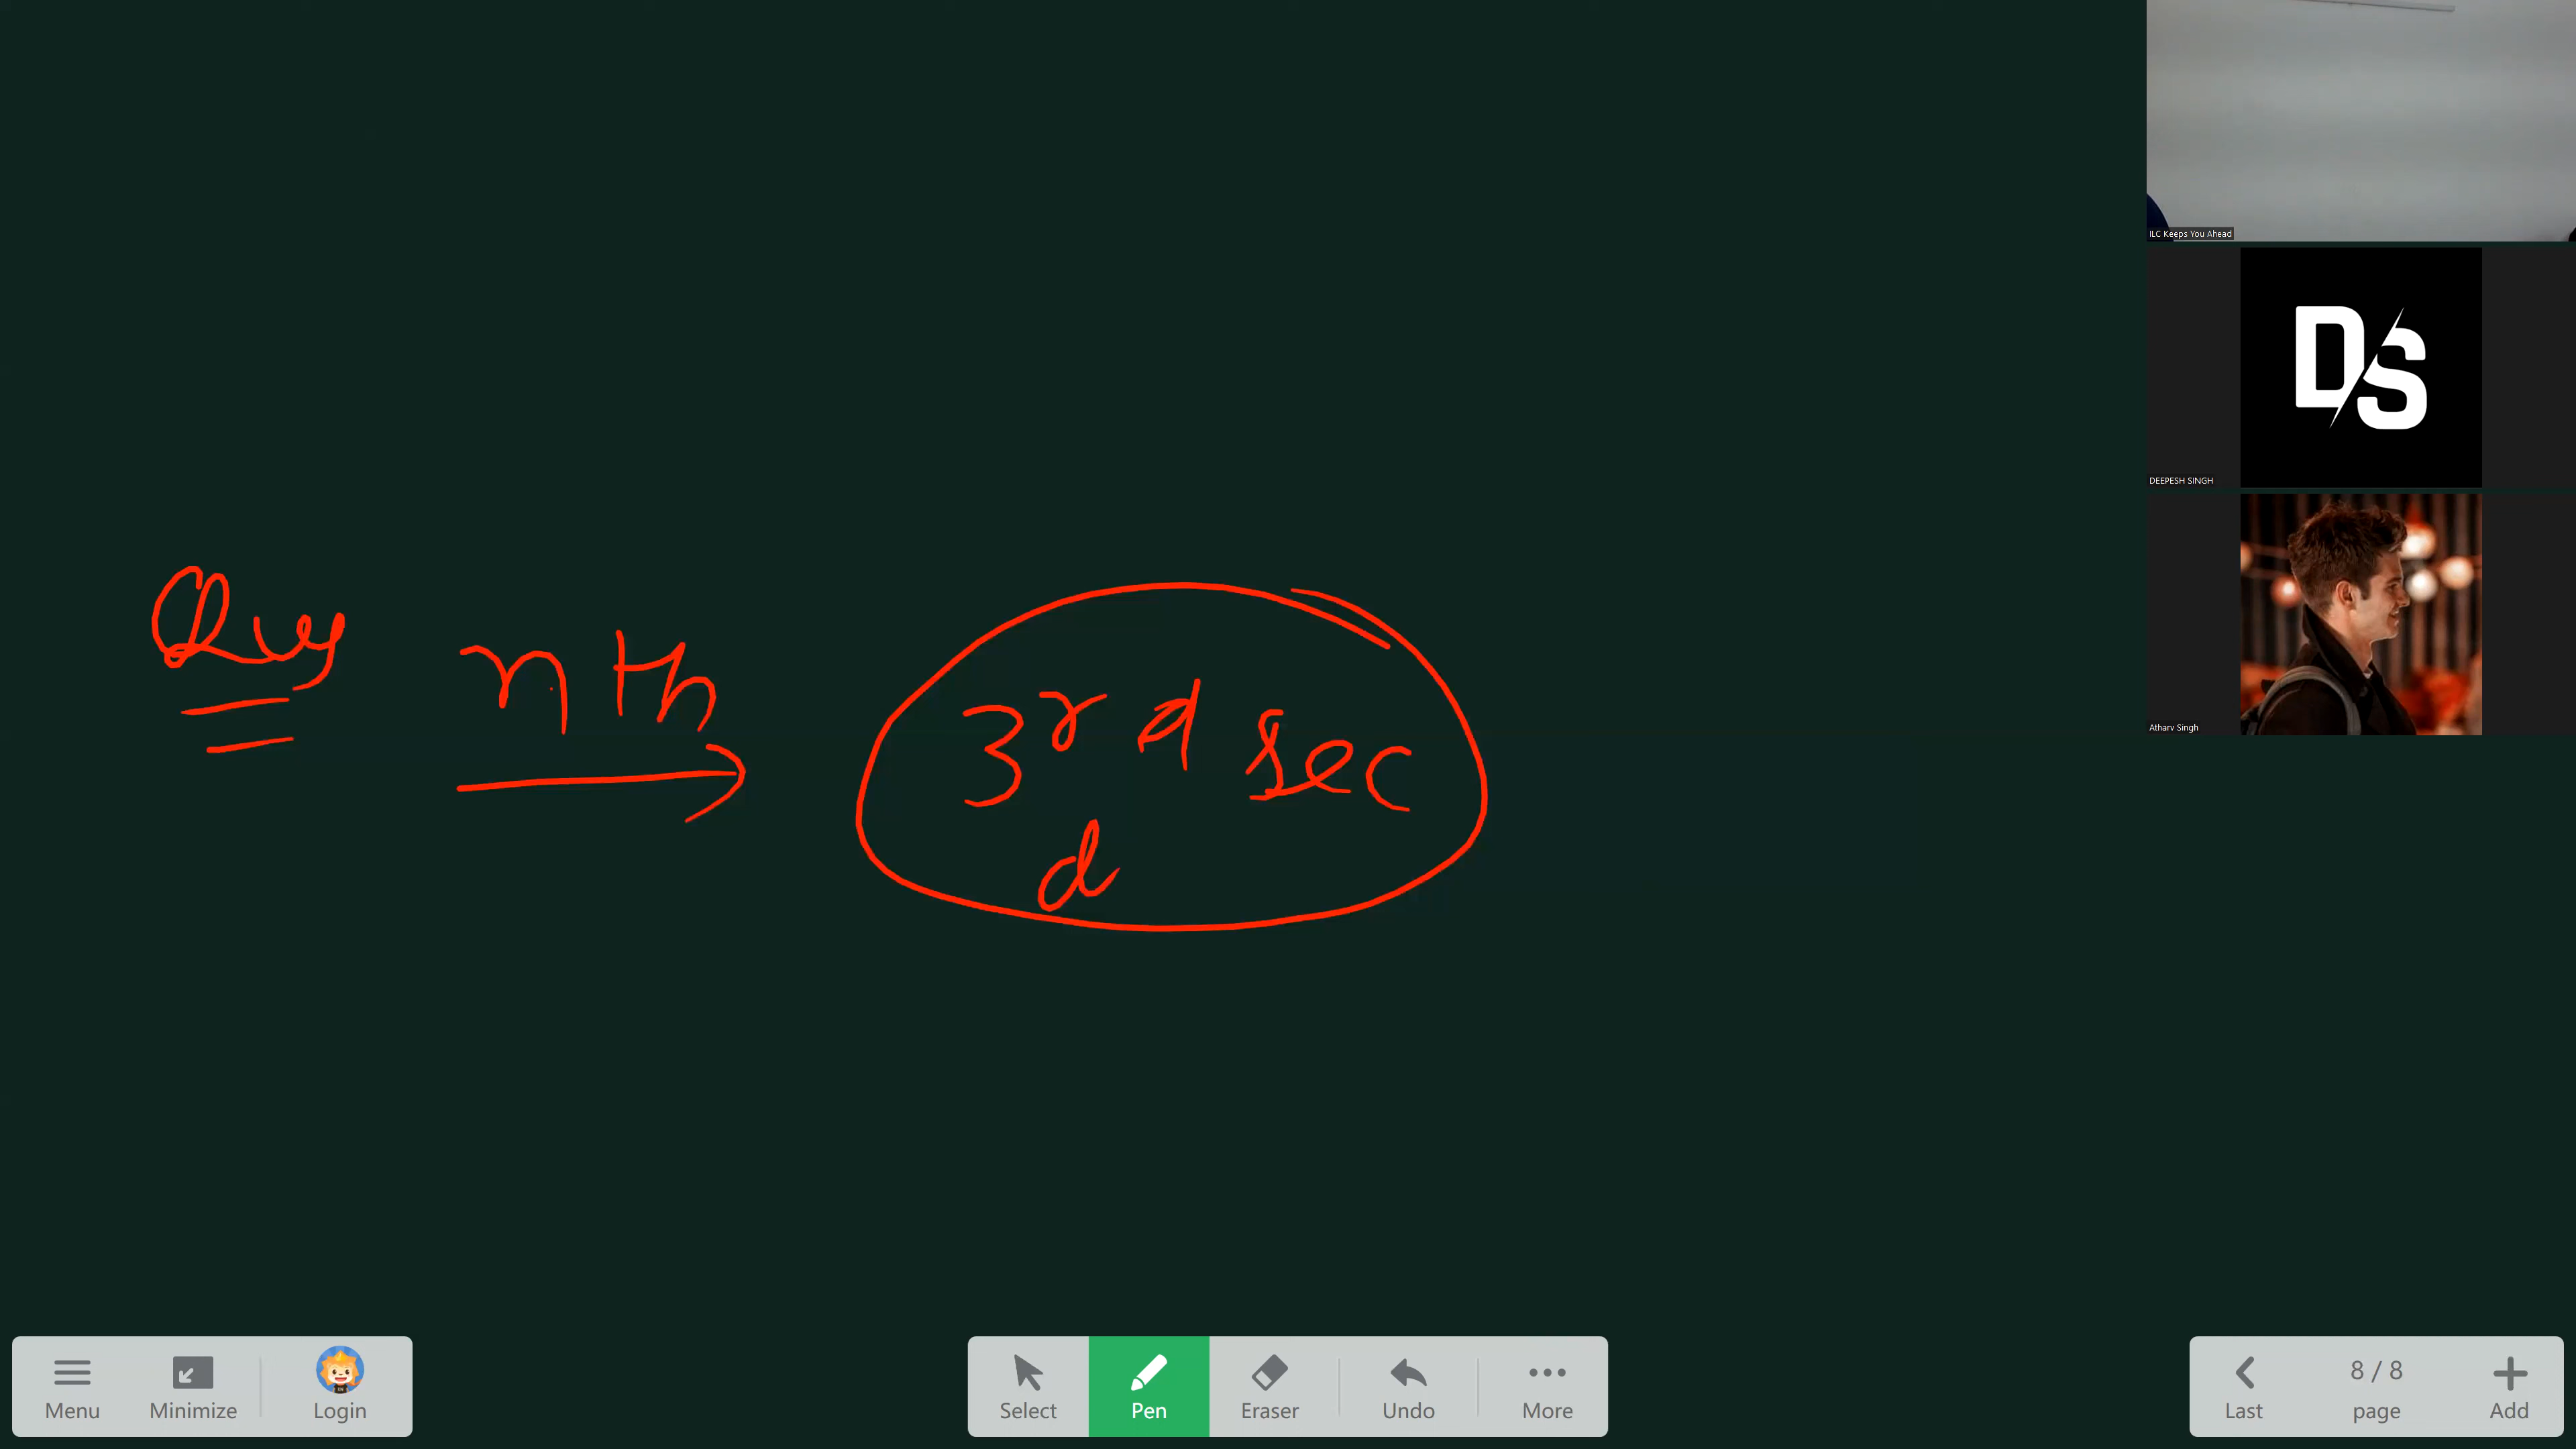 Ques nth 3rd sec
d
ILC Keeps You Ahead
DS
DEEPESH SINGH
Atharv Singh
Menu Minimize Login
Select Pen Eraser Undo More
8 / 8
Last page Add